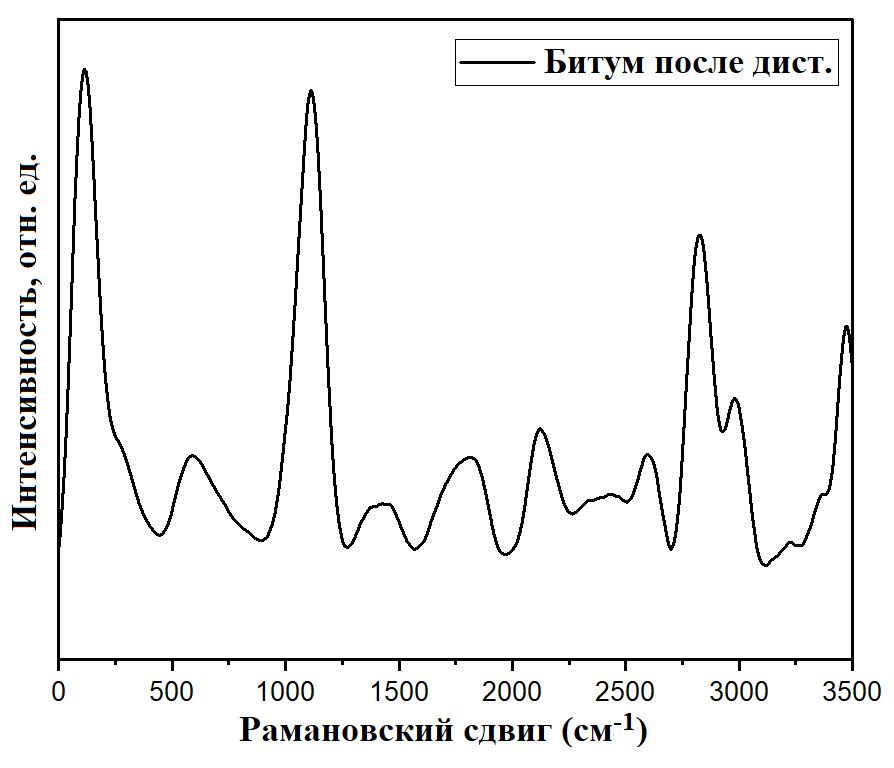 Битум после дист.
Интенсивность, отн. ед.
0 500 1000 1500 2000 2500 3000 3500
Рамановский сдвиг (см-1)